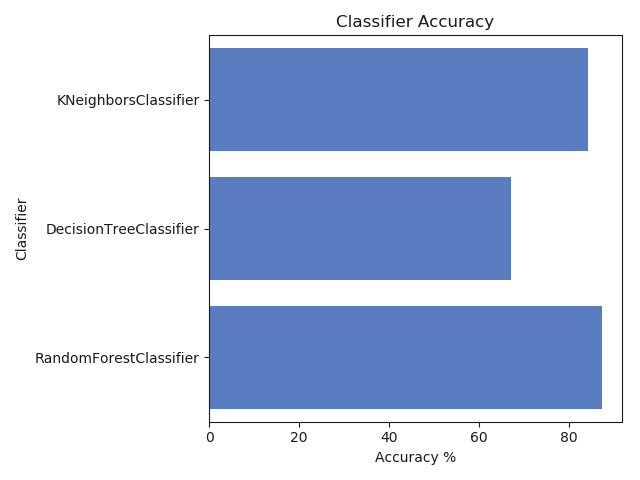 Classifier Accuracy
KNeighborsClassifier
DecisionTreeClassifier
RandomForestClassifier
Classifier
0 20 40 60 80
Accuracy %